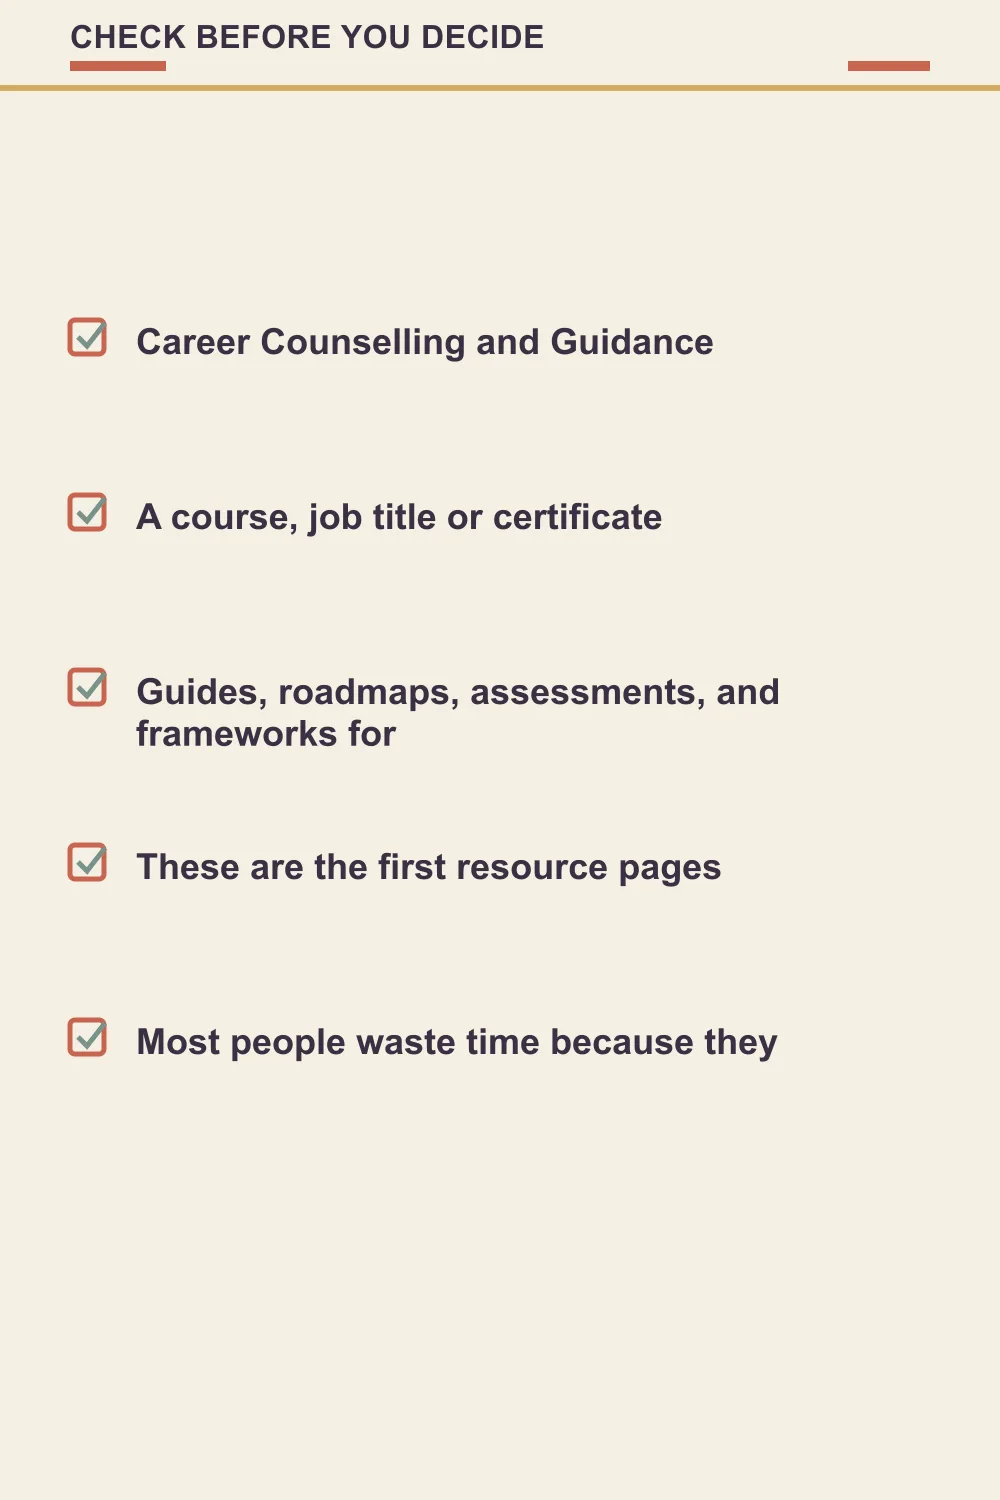 CHECK BEFORE YOU DECIDE
Career Counselling and Guidance
A course, job title or certificate
Guides, roadmaps, assessments, and
frameworks for
These are the first resource pages
Most people waste time because they